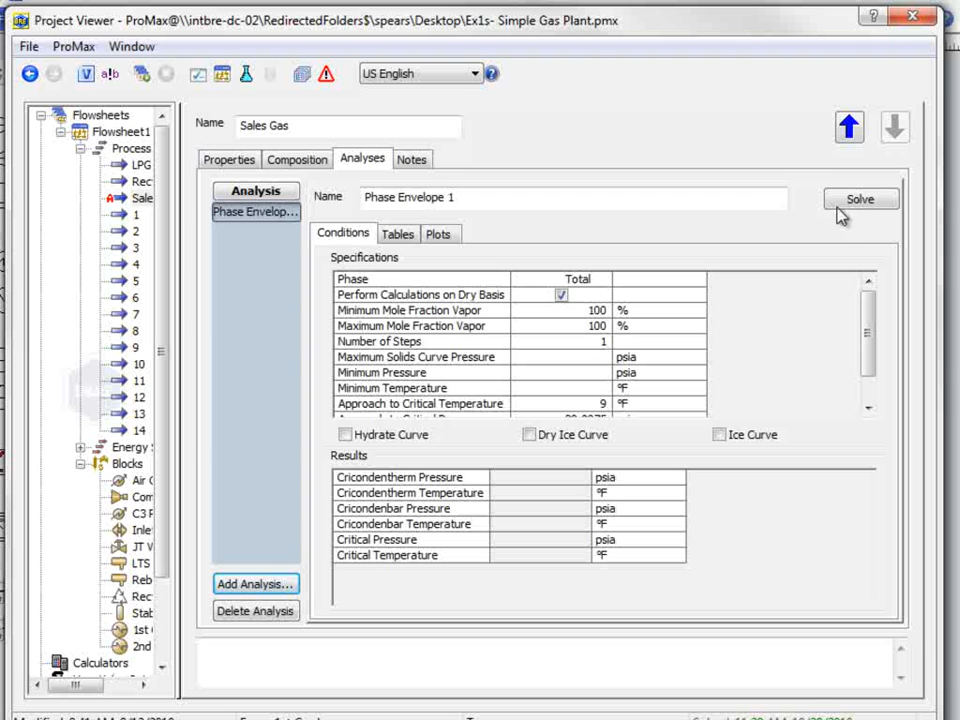 Project Viewer - ProMax@\\intbre-dc-02\RedirectedFolders$\spears\Desktop\Ex1s- Simple Gas Plant.pmx
File ProMax Window
US English
Flowsheets
Flowsheet1
Process
LPG
Rec
Sale
1
2
3
4
5
6
7
8
9
10
11
12
13
14
Energy S
Blocks
Air C
Com
C3 P
Inle
JT V
LTS
Reb
Rec
Stab
1st
2nd
Calculators
Name Sales Gas
Properties Composition Analyses Notes
Analysis
Phase Envelop...
Add Analysis...
Delete Analysis
Name Phase Envelope 1
Solve
Conditions Tables Plots
Specifications
Phase Total
Perform Calculations on Dry Basis
Minimum Mole Fraction Vapor 100 %
Maximum Mole Fraction Vapor 100 %
Number of Steps 1
Maximum Solids Curve Pressure psia
Minimum Pressure psia
Minimum Temperature °F
Approach to Critical Temperature 9 °F
Hydrate Curve Dry Ice Curve Ice Curve
Results
Cricondentherm Pressure psia
Cricondentherm Temperature °F
Cricondenbar Pressure psia
Cricondenbar Temperature °F
Critical Pressure psia
Critical Temperature °F